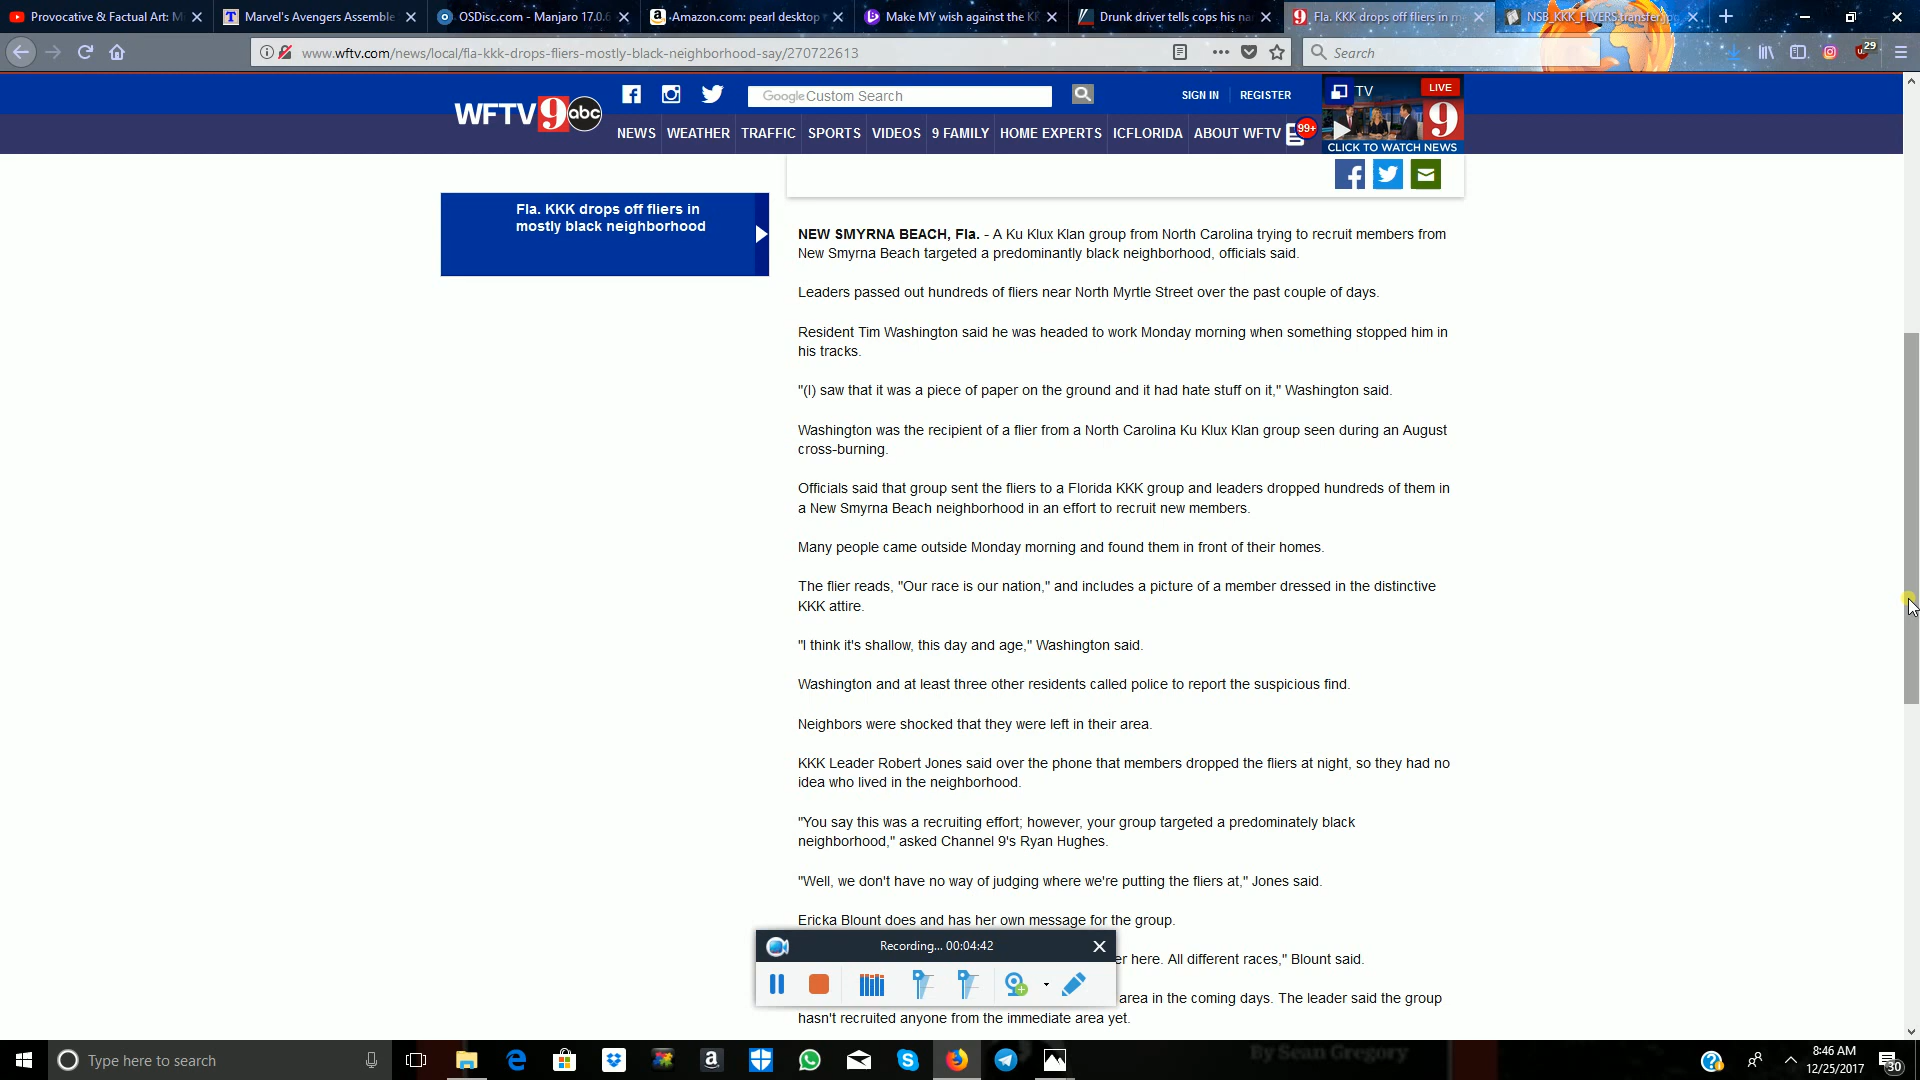 Provocative & Factual Art: M
Marvel's Avengers Assemble
OSDisc.com - Manjaro 17.0.6
Amazon.com: pearl desktop
Make MY wish against the K
Drunk driver tells cops his na
Fla. KKK drops off fliers in m
NSB_KKK_FLYERS.transfer.jpg
www.wftv.com/news/local/fla-kkk-drops-fliers-mostly-black-neighborhood-say/270722613
Search
29
WFTV 9 abc
Google Custom Search
SIGN IN
REGISTER
TV
LIVE
9
CLICK TO WATCH NEWS
NEWS
WEATHER
TRAFFIC
SPORTS
VIDEOS
9 FAMILY
HOME EXPERTS
ICFLORIDA
ABOUT WFTV
99+
Fla. KKK drops off fliers in
mostly black neighborhood
NEW SMYRNA BEACH, Fla. - A Ku Klux Klan group from North Carolina trying to recruit members from
New Smyrna Beach targeted a predominantly black neighborhood, officials said.
Leaders passed out hundreds of fliers near North Myrtle Street over the past couple of days.
Resident Tim Washington said he was headed to work Monday morning when something stopped him in
his tracks.
"(I) saw that it was a piece of paper on the ground and it had hate stuff on it," Washington said.
Washington was the recipient of a flier from a North Carolina Ku Klux Klan group seen during an August
cross-burning.
Officials said that group sent the fliers to a Florida KKK group and leaders dropped hundreds of them in
a New Smyrna Beach neighborhood in an effort to recruit new members.
Many people came outside Monday morning and found them in front of their homes.
The flier reads, "Our race is our nation," and includes a picture of a member dressed in the distinctive
KKK attire.
"I think it's shallow, this day and age," Washington said.
Washington and at least three other residents called police to report the suspicious find.
Neighbors were shocked that they were left in their area.
KKK Leader Robert Jones said over the phone that members dropped the fliers at night, so they had no
idea who lived in the neighborhood.
"You say this was a recruiting effort; however, your group targeted a predominately black
neighborhood," asked Channel 9's Ryan Hughes.
"Well, we don't have no way of judging where we're putting the fliers at," Jones said.
Ericka Blount does and has her own message for the group.
er here. All different races," Blount said.
area in the coming days. The leader said the group
hasn't recruited anyone from the immediate area yet.
Recording... 00:04:42
Type here to search
By Sean Gregory
8:46 AM
12/25/2017
30